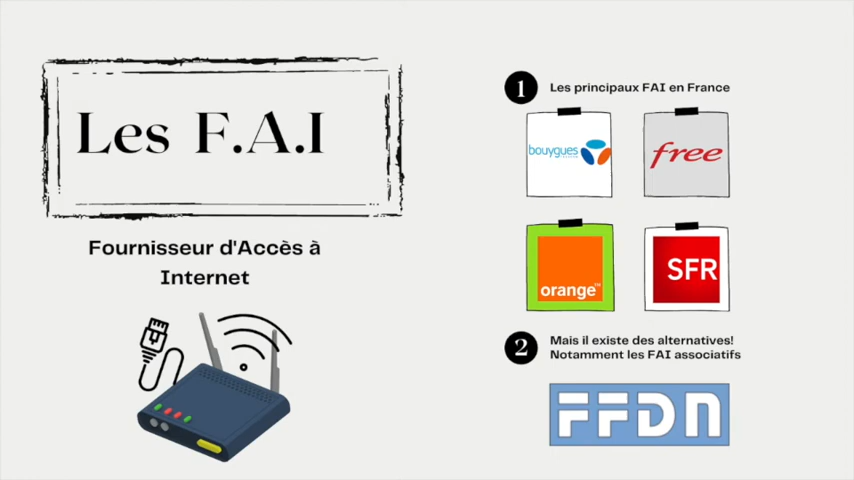 Les F.A.I
Fournisseur d'Accès à
Internet
1
Les principaux FAI en France
bouygues
free
orange™
SFR
2
Mais il existe des alternatives!
Notamment les FAI associatifs
FFDN